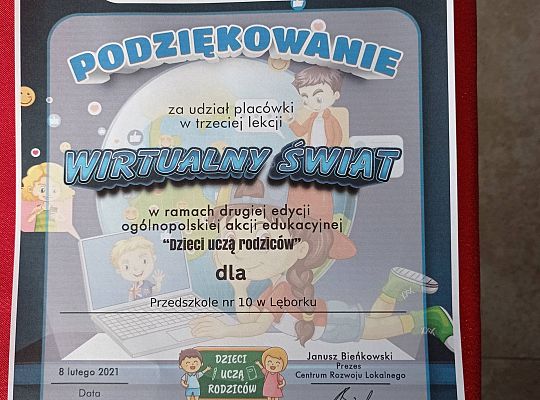 PODZIĘKOWANIE
za udział placówki
w trzeciej lekcji
WIRTUALNY ŚWIAT
w ramach drugiej edycji
ogólnopolskiej akcji edukacyjnej
“Dzieci uczą rodziców”
dla
Przedszkole nr 10 w Lęborku
8 lutego 2021
Data
DZIECI
UCZĄ
RODZICÓW
Janusz Bieńkowski
Prezes
Centrum Rozwoju Lokalnego